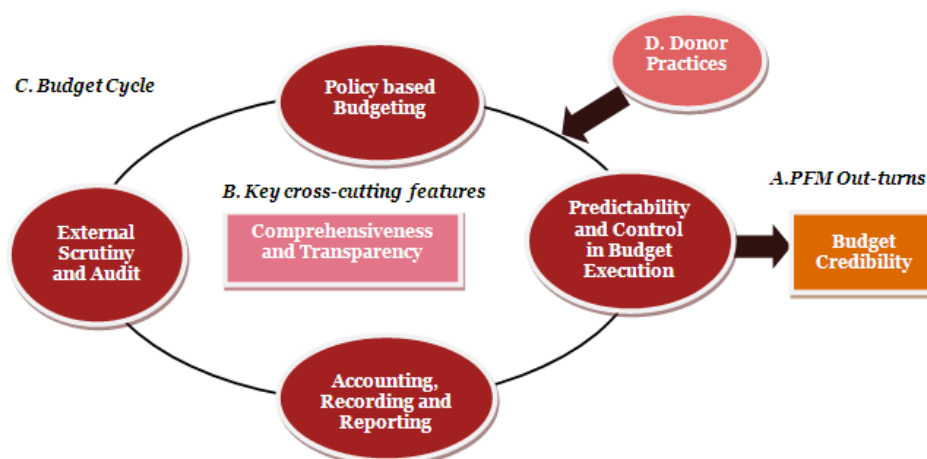 D. Donor
Practices
C. Budget Cycle
Policy based
Budgeting
B. Key cross-cutting features
A.PFM Out-turns
External
Scrutiny
and Audit
Comprehensiveness
and Transparency
Predictability
and Control
in Budget
Execution
Budget
Credibility
Accounting,
Recording and
Reporting